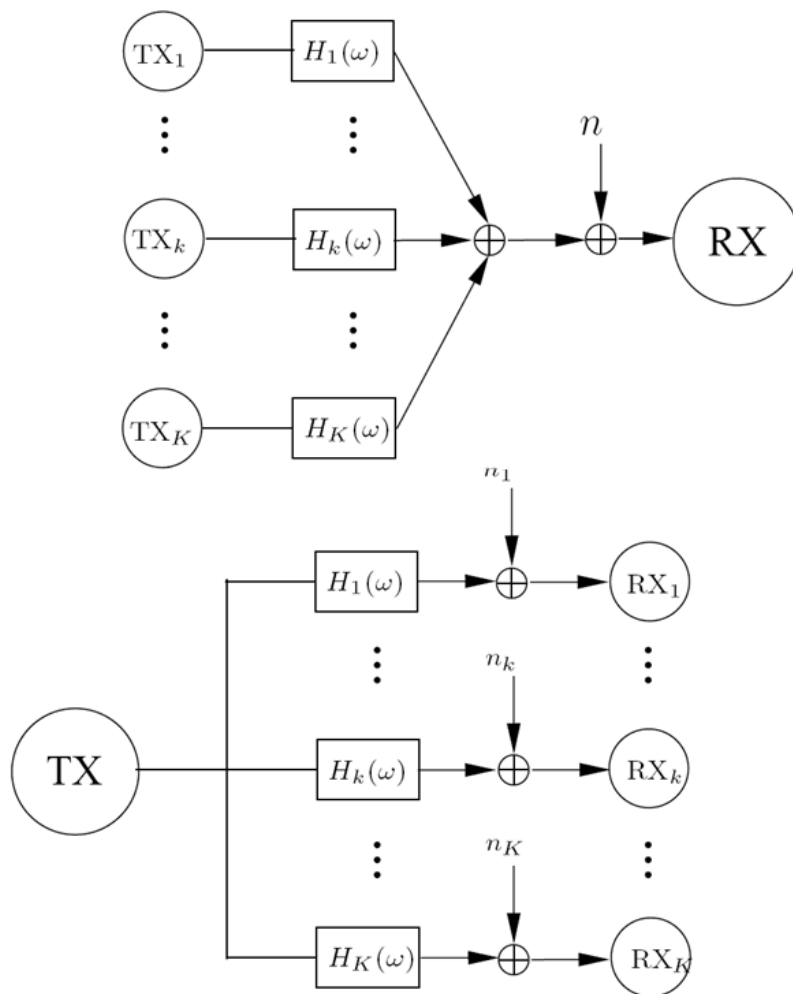 TX₁ H₁(ω)
n
TXₖ Hₖ(ω) RX
TX_K H_K(ω)
n₁
H₁(ω) RX₁
nₖ
TX Hₖ(ω) RXₖ
n_K
H_K(ω) RX_K